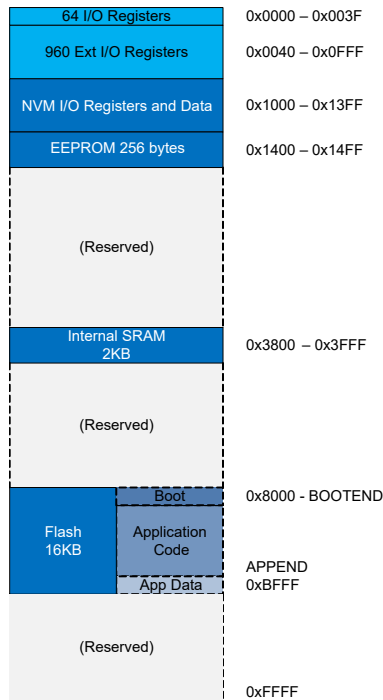 64 I/O Registers
0x0000 – 0x003F
960 Ext I/O Registers
0x0040 – 0x0FFF
NVM I/O Registers and Data
0x1000 – 0x13FF
EEPROM 256 bytes
0x1400 – 0x14FF
(Reserved)
Internal SRAM
2KB
0x3800 – 0x3FFF
(Reserved)
Boot
0x8000 - BOOTEND
Flash
16KB
Application
Code
APPEND
App Data
0xBFFF
(Reserved)
0xFFFF